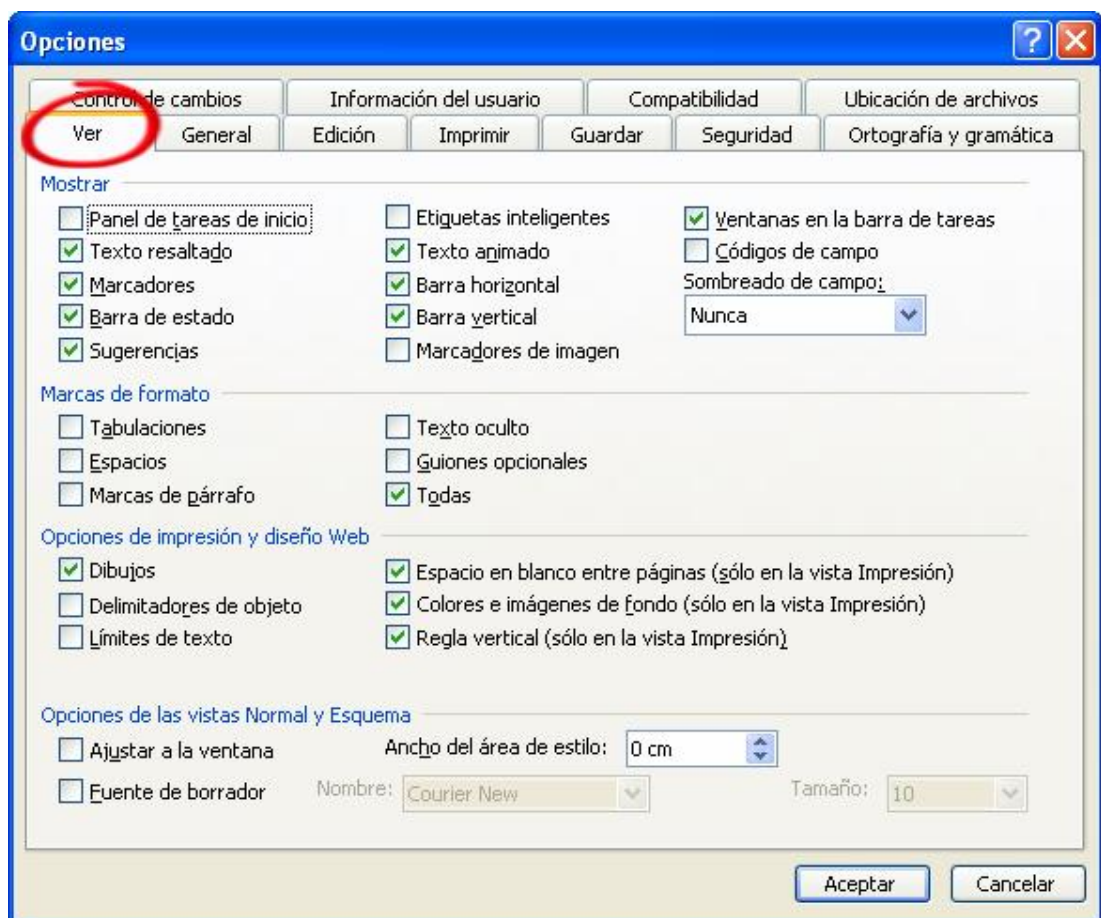 Opciones
Control de cambios Información del usuario Compatibilidad Ubicación de archivos
Ver General Edición Imprimir Guardar Seguridad Ortografía y gramática
Mostrar
Panel de tareas de inicio Etiquetas inteligentes Ventanas en la barra de tareas
Texto resaltado Texto animado Códigos de campo
Marcadores Barra horizontal Sombreado de campo:
Barra de estado Barra vertical Nunca
Sugerencias Marcadores de imagen
Marcas de formato
Tabulaciones Texto oculto
Espacios Guiones opcionales
Marcas de párrafo Todas
Opciones de impresión y diseño Web
Dibujos Espacio en blanco entre páginas (sólo en la vista Impresión)
Delimitadores de objeto Colores e imágenes de fondo (sólo en la vista Impresión)
Límites de texto Regla vertical (sólo en la vista Impresión)
Opciones de las vistas Normal y Esquema
Ajustar a la ventana Ancho del área de estilo: 0 cm
Fuente de borrador Nombre: Courier New Tamaño: 10
Aceptar Cancelar